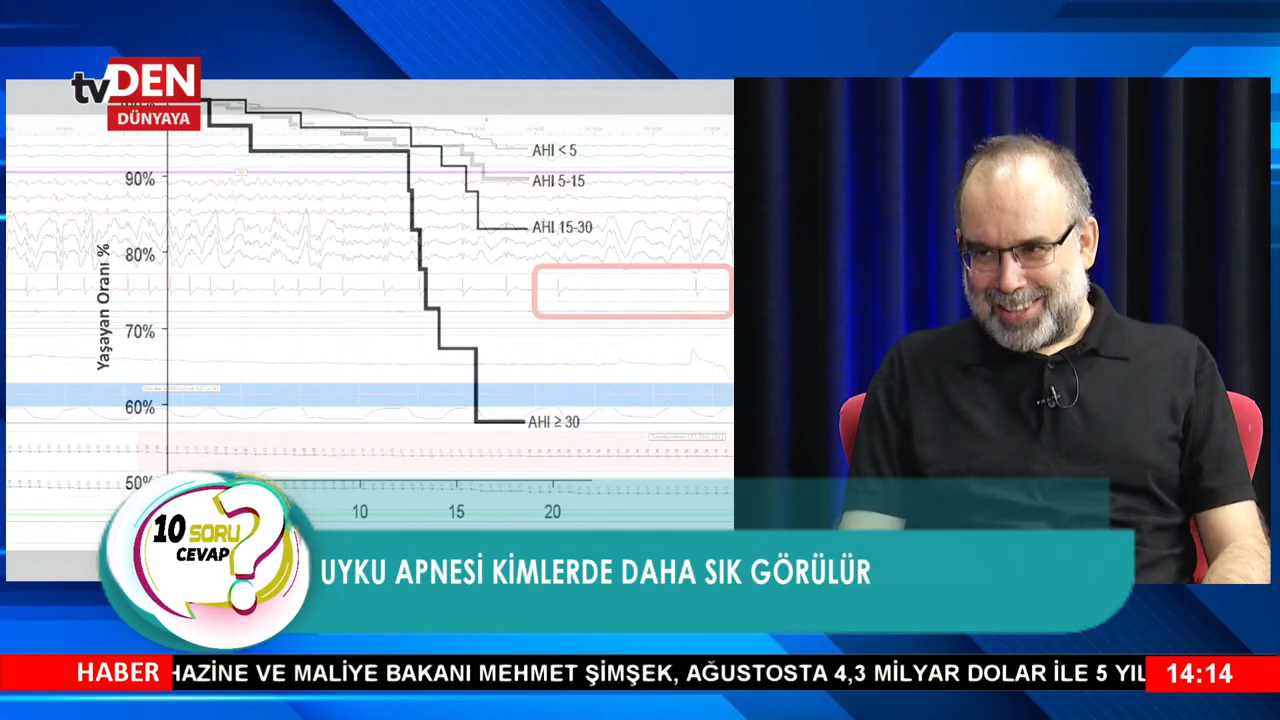 tvDEN
DÜNYAYA
90%
80%
70%
60%
50%
Yaşayan Oranı %
AHI < 5
AHI 5-15
AHI 15-30
AHI ≥ 30
10
15
20
10 SORU
CEVAP
?
UYKU APNESİ KİMLERDE DAHA SIK GÖRÜLÜR
HABER
HAZİNE VE MALİYE BAKANI MEHMET ŞİMŞEK, AĞUSTOSTA 4,3 MİLYAR DOLAR İLE 5 YIL
14:14